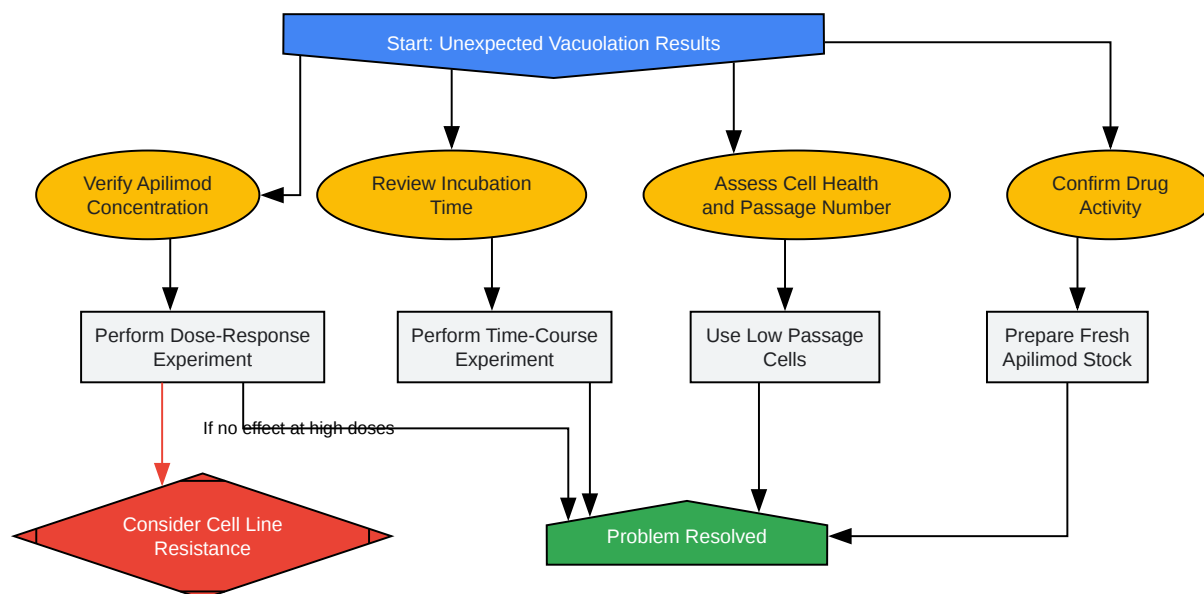 Start: Unexpected Vacuolation Results
Verify Apilimod
Concentration
Review Incubation
Time
Assess Cell Health
and Passage Number
Confirm Drug
Activity
Perform Dose-Response
Experiment
Perform Time-Course
Experiment
Use Low Passage
Cells
Prepare Fresh
Apilimod Stock
If no effect at high doses
Consider Cell Line
Resistance
Problem Resolved